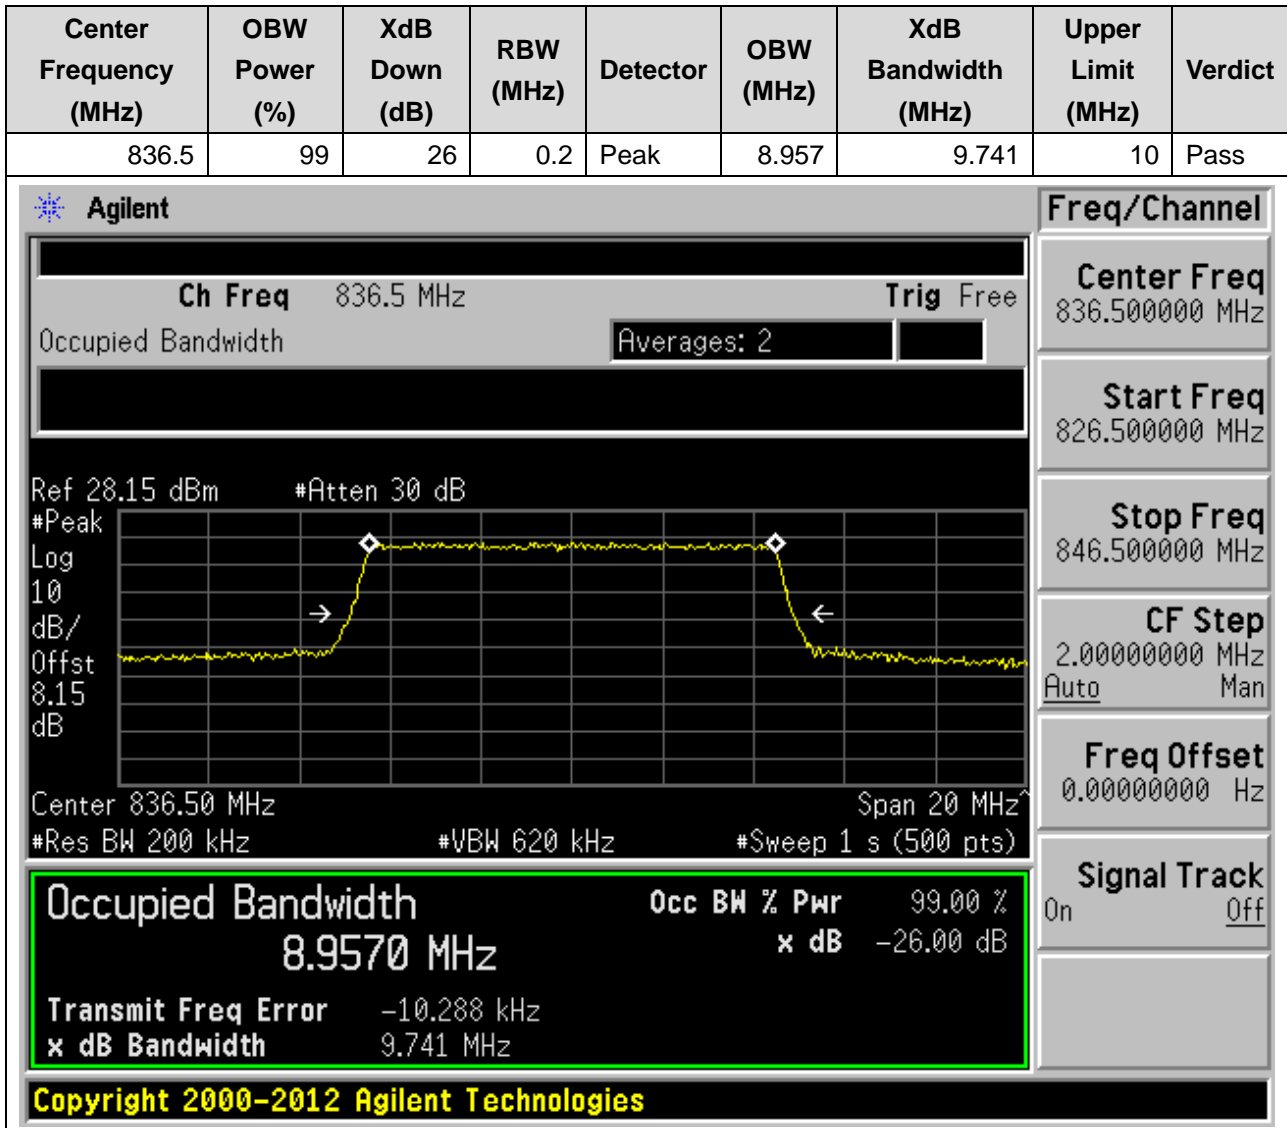 Center Frequency (MHz) OBW Power (%) XdB Down (dB) RBW (MHz) Detector OBW (MHz) XdB Bandwidth (MHz) Upper Limit (MHz) Verdict
836.5 99 26 0.2 Peak 8.957 9.741 10 Pass
Agilent
Freq/Channel
Ch Freq 836.5 MHz Trig Free
Occupied Bandwidth Averages: 2
Center Freq
836.500000 MHz
Start Freq
826.500000 MHz
Stop Freq
846.500000 MHz
CF Step
2.00000000 MHz
Auto Man
Freq Offset
0.00000000 Hz
Signal Track
On Off
Ref 28.15 dBm #Atten 30 dB
#Peak
Log
10
dB/
Offst
8.15
dB
Center 836.50 MHz Span 20 MHz^
#Res BW 200 kHz #VBW 620 kHz #Sweep 1 s (500 pts)
Occupied Bandwidth Occ BW % Pwr 99.00 %
8.9570 MHz x dB -26.00 dB
Transmit Freq Error -10.288 kHz
x dB Bandwidth 9.741 MHz
Copyright 2000-2012 Agilent Technologies